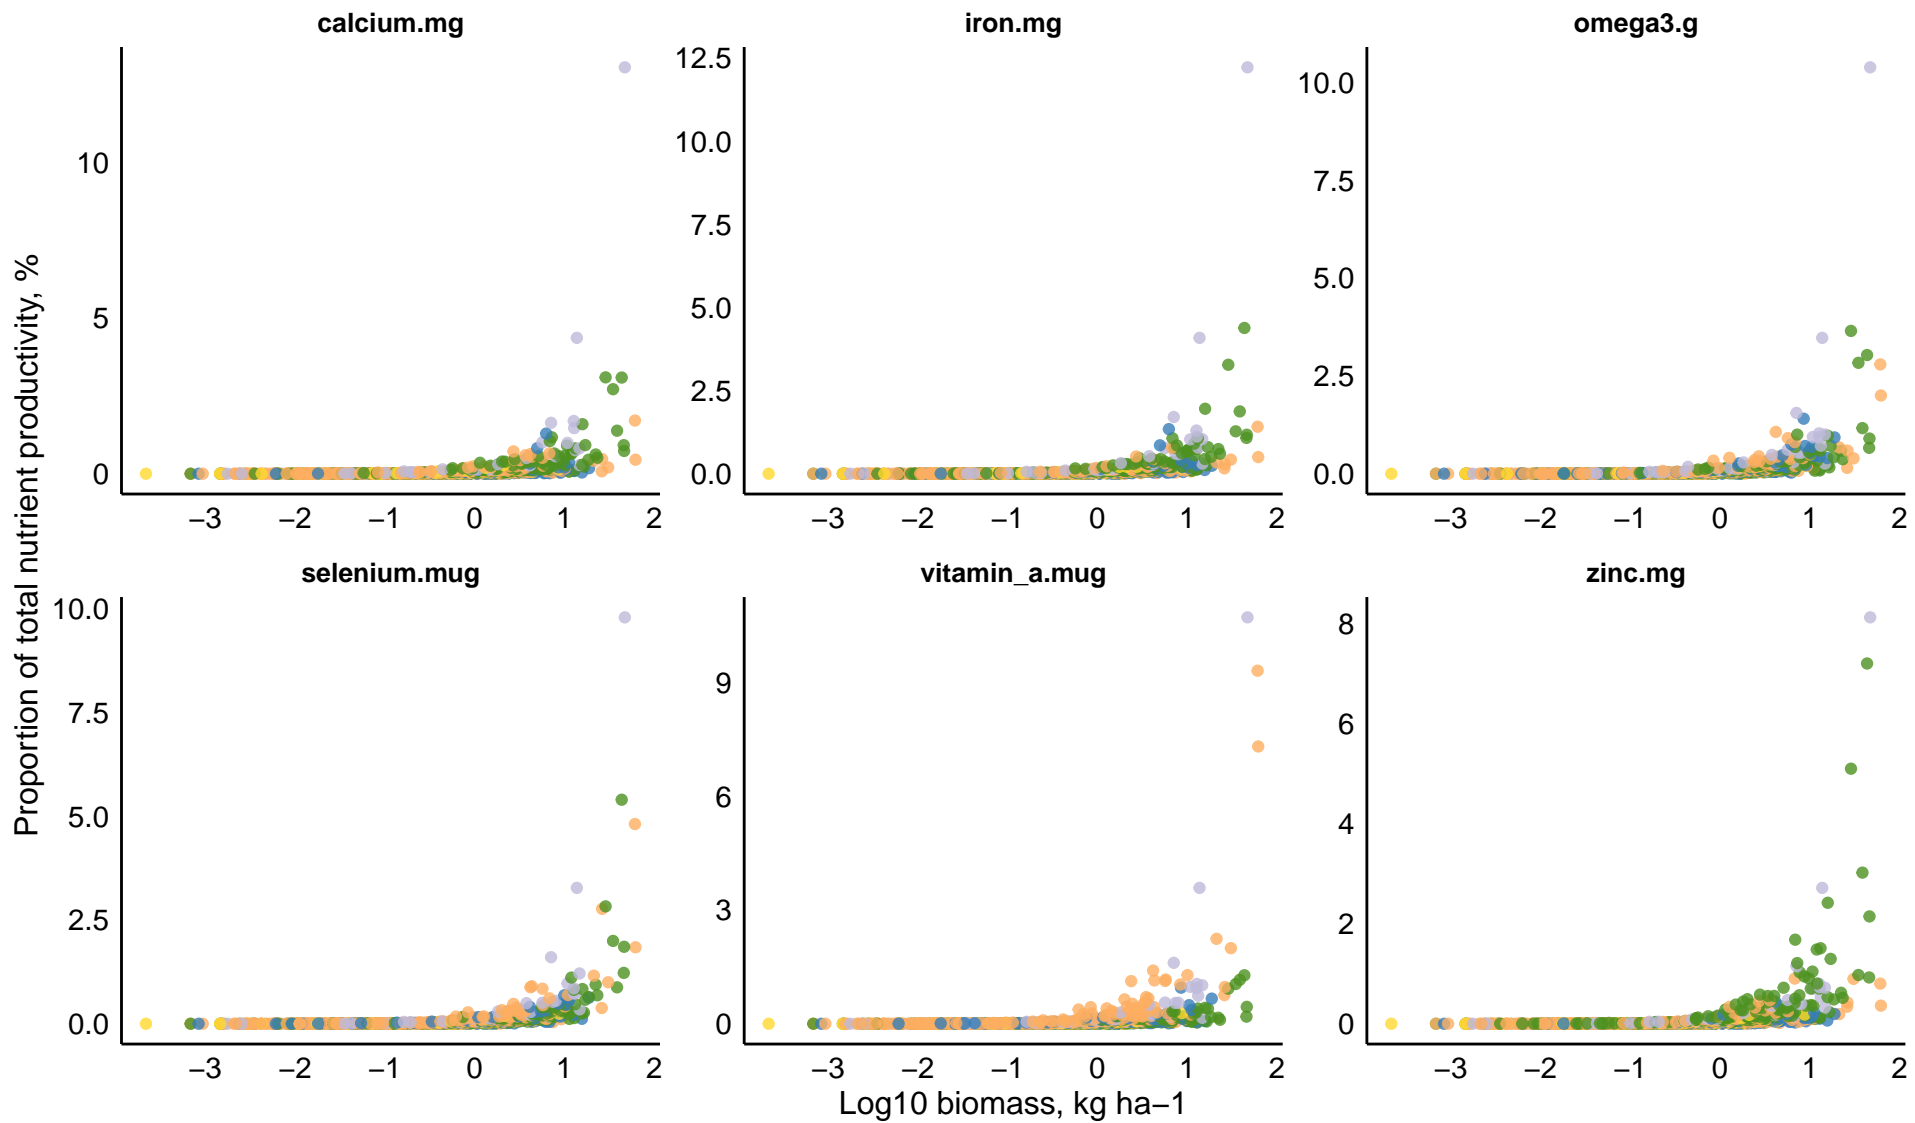 calcium.mg
iron.mg
omega3.g
Proportion of total nutrient productivity, %
10
5
0
12.5
10.0
7.5
5.0
2.5
0.0
10.0
7.5
5.0
2.5
0.0
−3 −2 −1 0 1 2
−3 −2 −1 0 1 2
−3 −2 −1 0 1 2
selenium.mug
vitamin_a.mug
zinc.mg
10.0
7.5
5.0
2.5
0.0
9
6
3
0
8
6
4
2
0
−3 −2 −1 0 1 2
−3 −2 −1 0 1 2
−3 −2 −1 0 1 2
Log10 biomass, kg ha−1